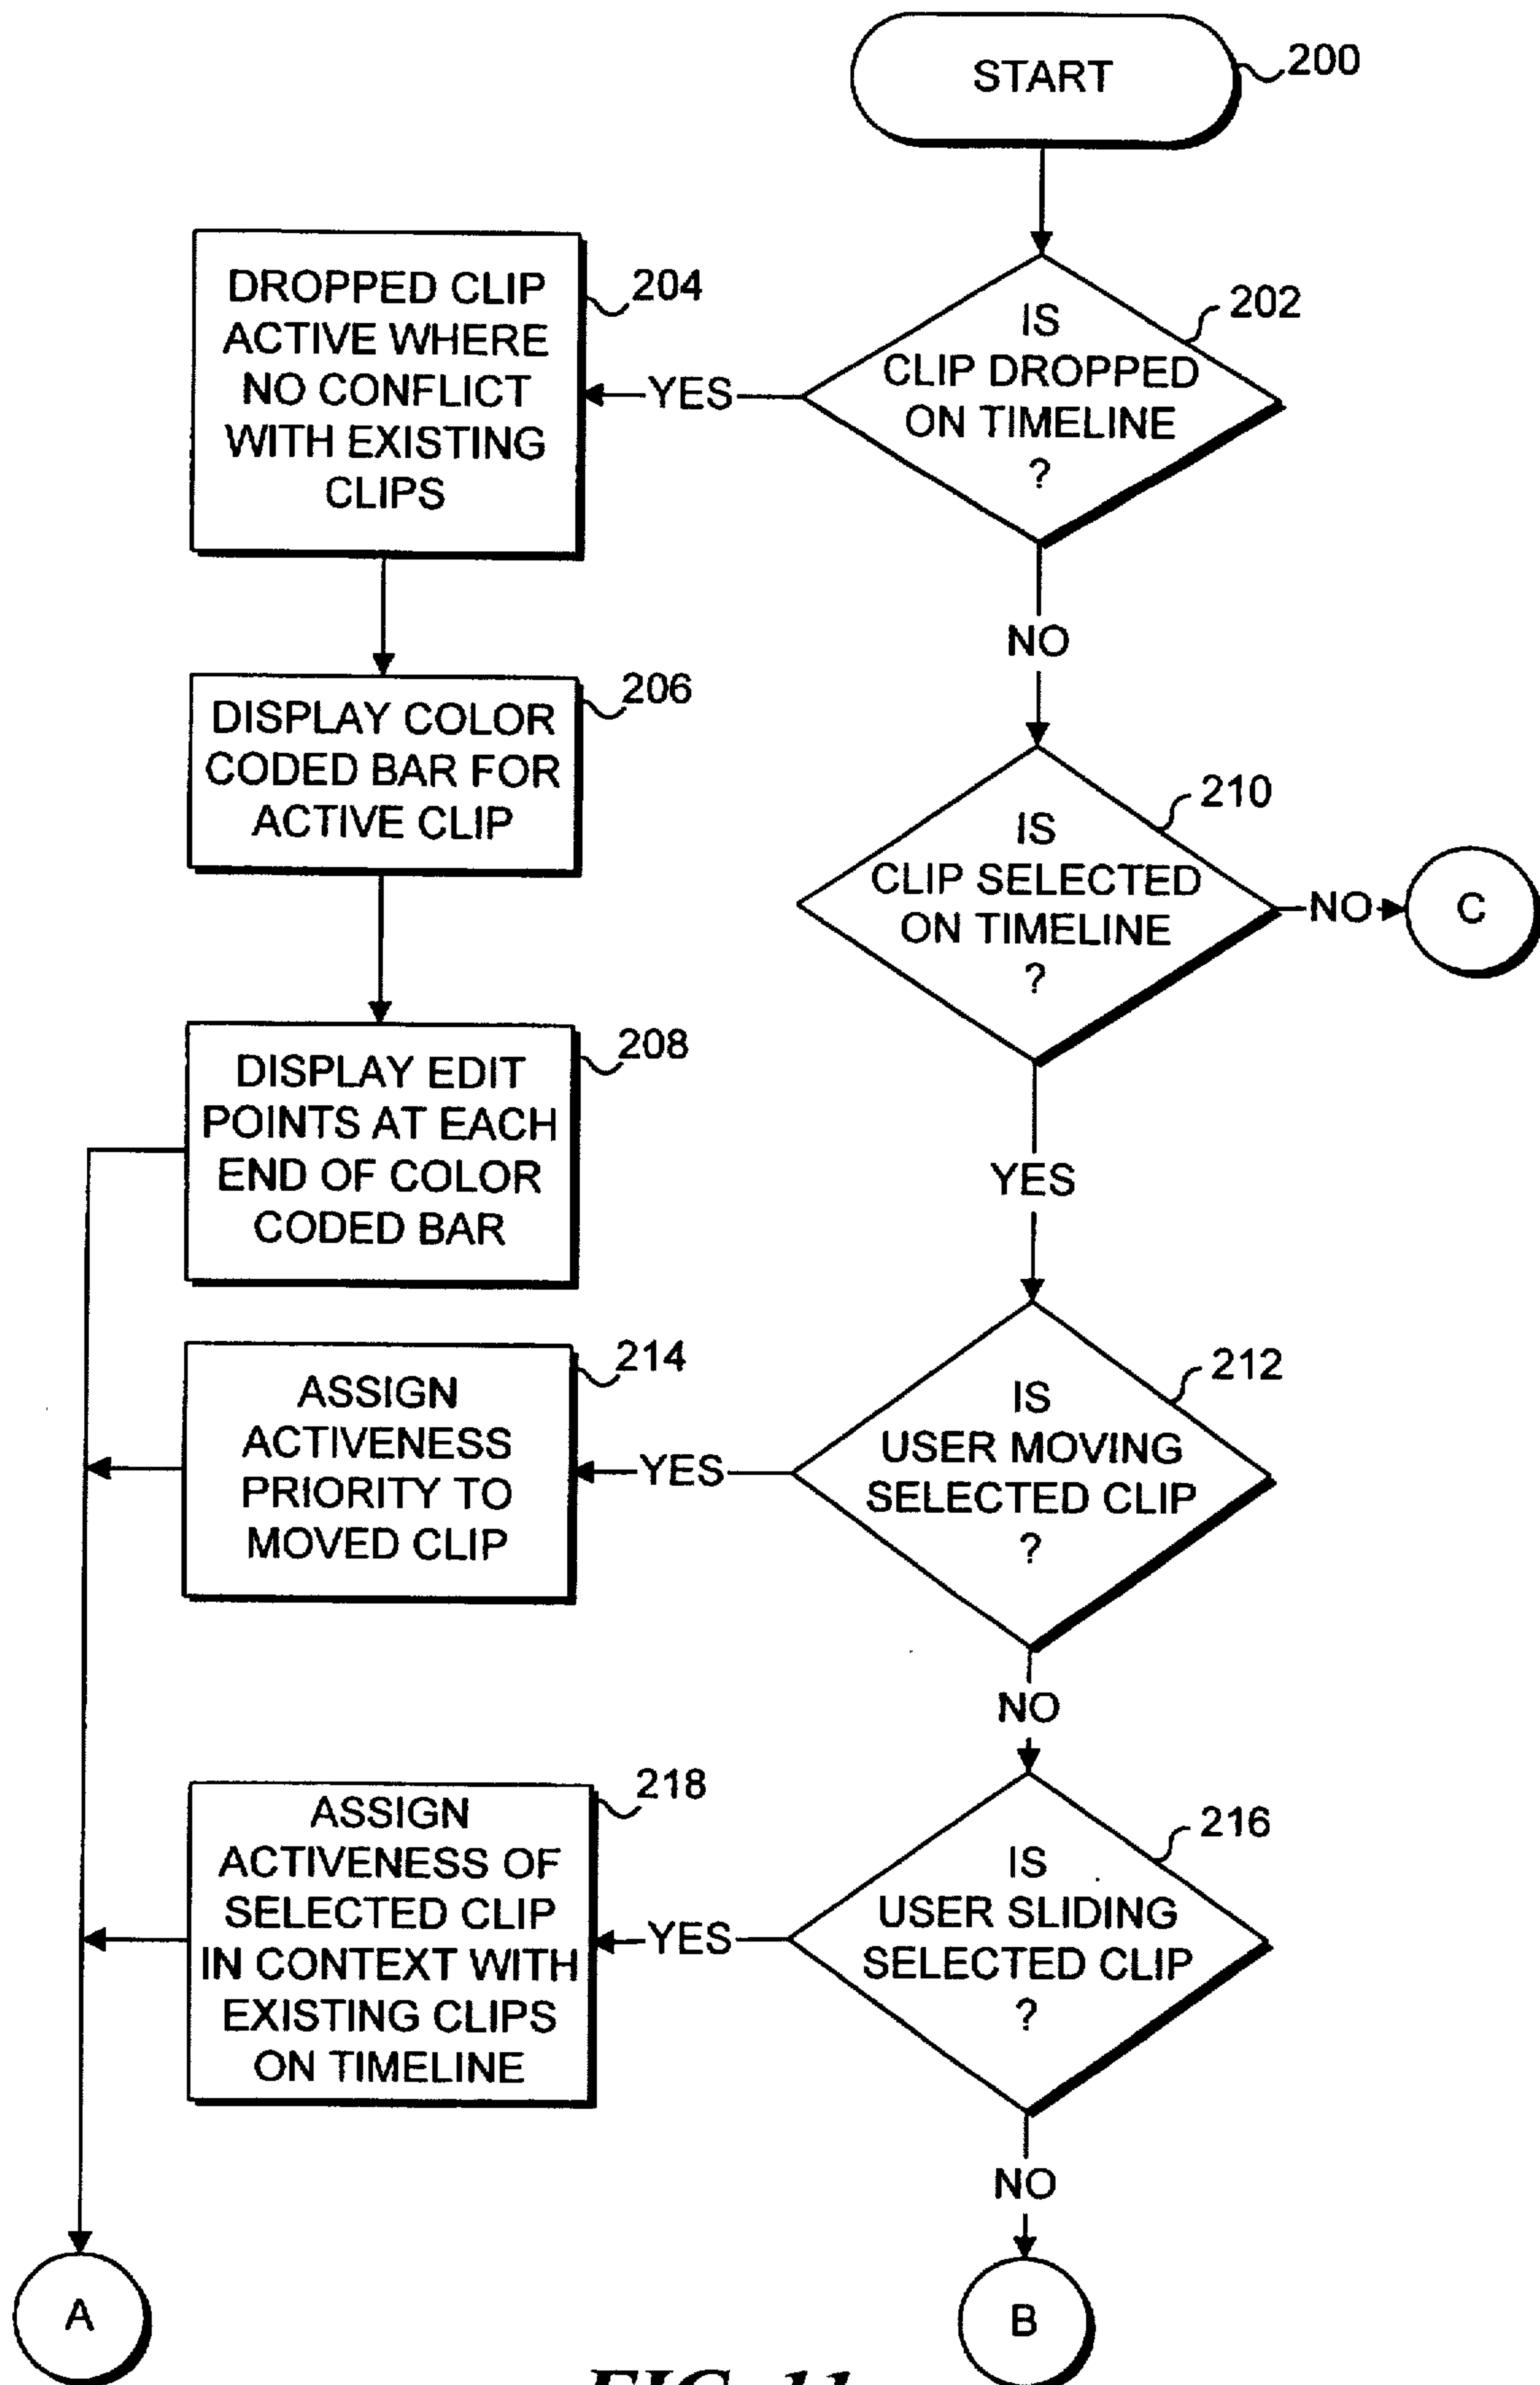 START
200
DROPPED CLIP
ACTIVE WHERE
NO CONFLICT
WITH EXISTING
CLIPS
204
YES
IS
CLIP DROPPED
ON TIMELINE
?
202
NO
DISPLAY COLOR
CODED BAR FOR
ACTIVE CLIP
206
IS
CLIP SELECTED
ON TIMELINE
?
210
NO
C
DISPLAY EDIT
POINTS AT EACH
END OF COLOR
CODED BAR
208
YES
ASSIGN
ACTIVENESS
PRIORITY TO
MOVED CLIP
214
YES
IS
USER MOVING
SELECTED CLIP
?
212
NO
ASSIGN
ACTIVENESS OF
SELECTED CLIP
IN CONTEXT WITH
EXISTING CLIPS
ON TIMELINE
218
YES
IS
USER SLIDING
SELECTED CLIP
?
216
NO
A
B